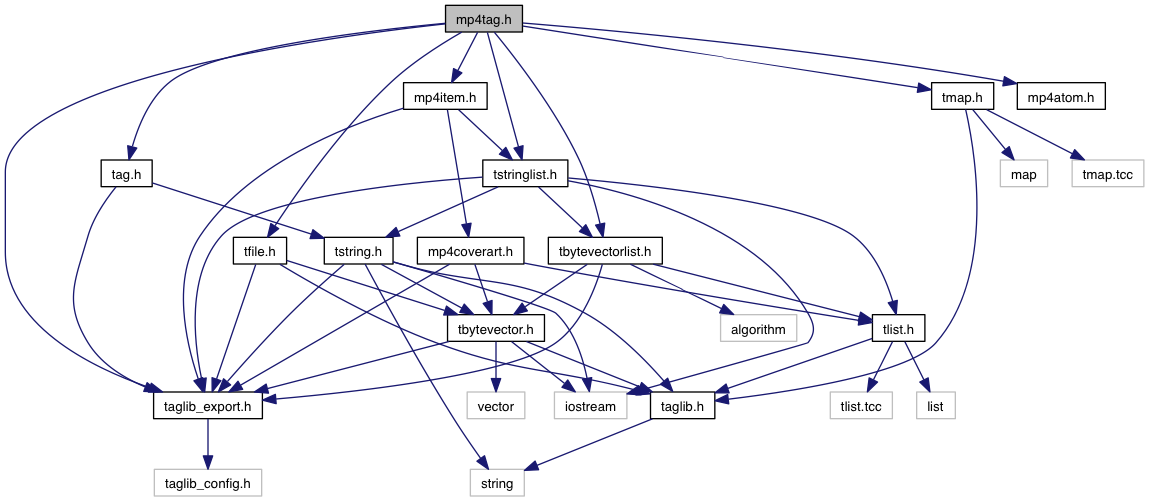 mp4tag.h
mp4item.h
tmap.h
mp4atom.h
tag.h
tstringlist.h
map
tmap.tcc
tfile.h
tstring.h
mp4coverart.h
tbytevectorlist.h
tbytevector.h
algorithm
tlist.h
taglib_export.h
vector
iostream
taglib.h
tlist.tcc
list
taglib_config.h
string